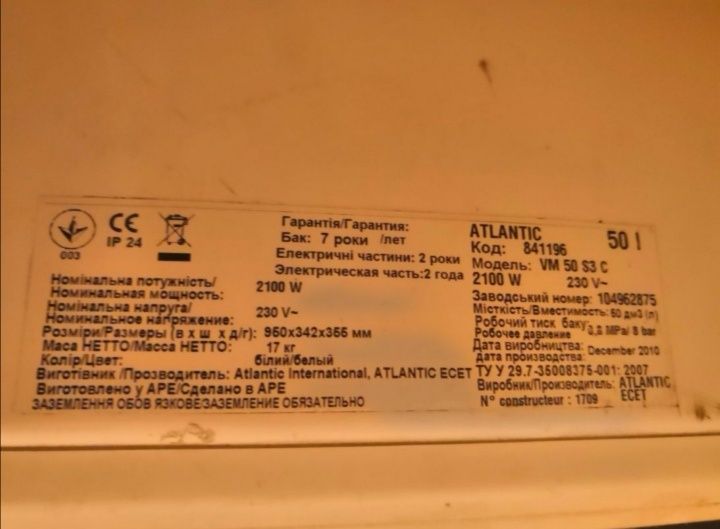 003
CE
IP 24
Гарантія/Гарантия:
Бак: 7 роки /лет
Електричні частини: 2 роки
Электрическая часть:2 года
Номінальна потужність/
Номинальная мощность: 2100 W
Номінальна напруга/
Номинальное напряжение: 230 V~
Розміри/Размеры (в х ш х д/г): 950x342x356 мм
Маса НЕТТО/Масса НЕТТО: 17 кг
Колір/Цвет: білий/белый
Виготівник /Производитель: Atlantic International, ATLANTIC ECET
Виготовлено у АРЕ/Сделано в АРЕ
ЗАЗЕМЛЕННЯ ОБОВ ЯЗКОВЕ/ЗАЗЕМЛЕНИЕ ОБЯЗАТЕЛЬНО
ATLANTIC 50 l
Код: 841196
Модель: VM 50 S3 C
2100 W 230 V~
Заводський номер: 104962875
Місткість/Вместимость: 50 дм3 (л)
Робочий тиск баку/
Рабочее давление: MPa/ 8 bar
Дата виробництва/
дата производства: December 2010
ТУ У 29.7-35008375-001: 2007
Виробник/Производитель: ATLANTIC
ECET
N° constructeur : 1709